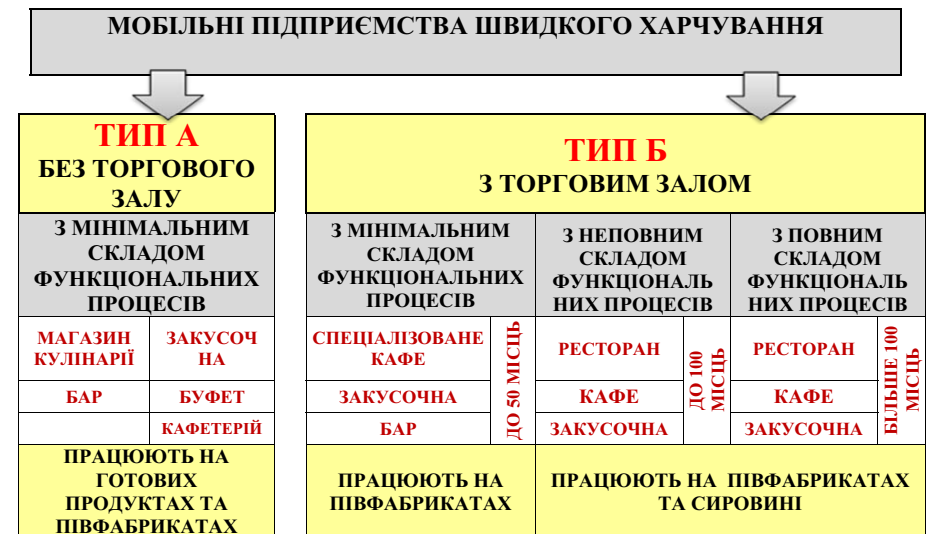 МОБІЛЬНІ ПІДПРИЄМСТВА ШВИДКОГО ХАРЧУВАННЯ
ТИП А
БЕЗ ТОРГОВОГО
ЗАЛУ
З МІНІМАЛЬНИМ
СКЛАДОМ
ФУНКЦІОНАЛЬНИХ
ПРОЦЕСІВ
МАГАЗИН
КУЛІНАРІЇ
ЗАКУСОЧ
НА
БАР
БУФЕТ
КАФЕТЕРІЙ
ПРАЦЮЮТЬ НА
ГОТОВИХ
ПРОДУКТАХ ТА
ПІВФАБРИКАТАХ
ТИП Б
З ТОРГОВИМ ЗАЛОМ
З МІНІМАЛЬНИМ
СКЛАДОМ
ФУНКЦІОНАЛЬНИХ
ПРОЦЕСІВ
СПЕЦІАЛІЗОВАНЕ
КАФЕ
ЗАКУСОЧНА
БАР
ДО 50 МІСЦЬ
ПРАЦЮЮТЬ НА
ПІВФАБРИКАТАХ
З НЕПОВНИМ
СКЛАДОМ
ФУНКЦІОНАЛЬ
НИХ ПРОЦЕСІВ
РЕСТОРАН
КАФЕ
ЗАКУСОЧНА
ДО 100
МІСЦЬ
З ПОВНИМ
СКЛАДОМ
ФУНКЦІОНАЛЬ
НИХ ПРОЦЕСІВ
РЕСТОРАН
КАФЕ
ЗАКУСОЧНА
БІЛЬШЕ 100
МІСЦЬ
ПРАЦЮЮТЬ НА ПІВФАБРИКАТАХ
ТА СИРОВИНІ